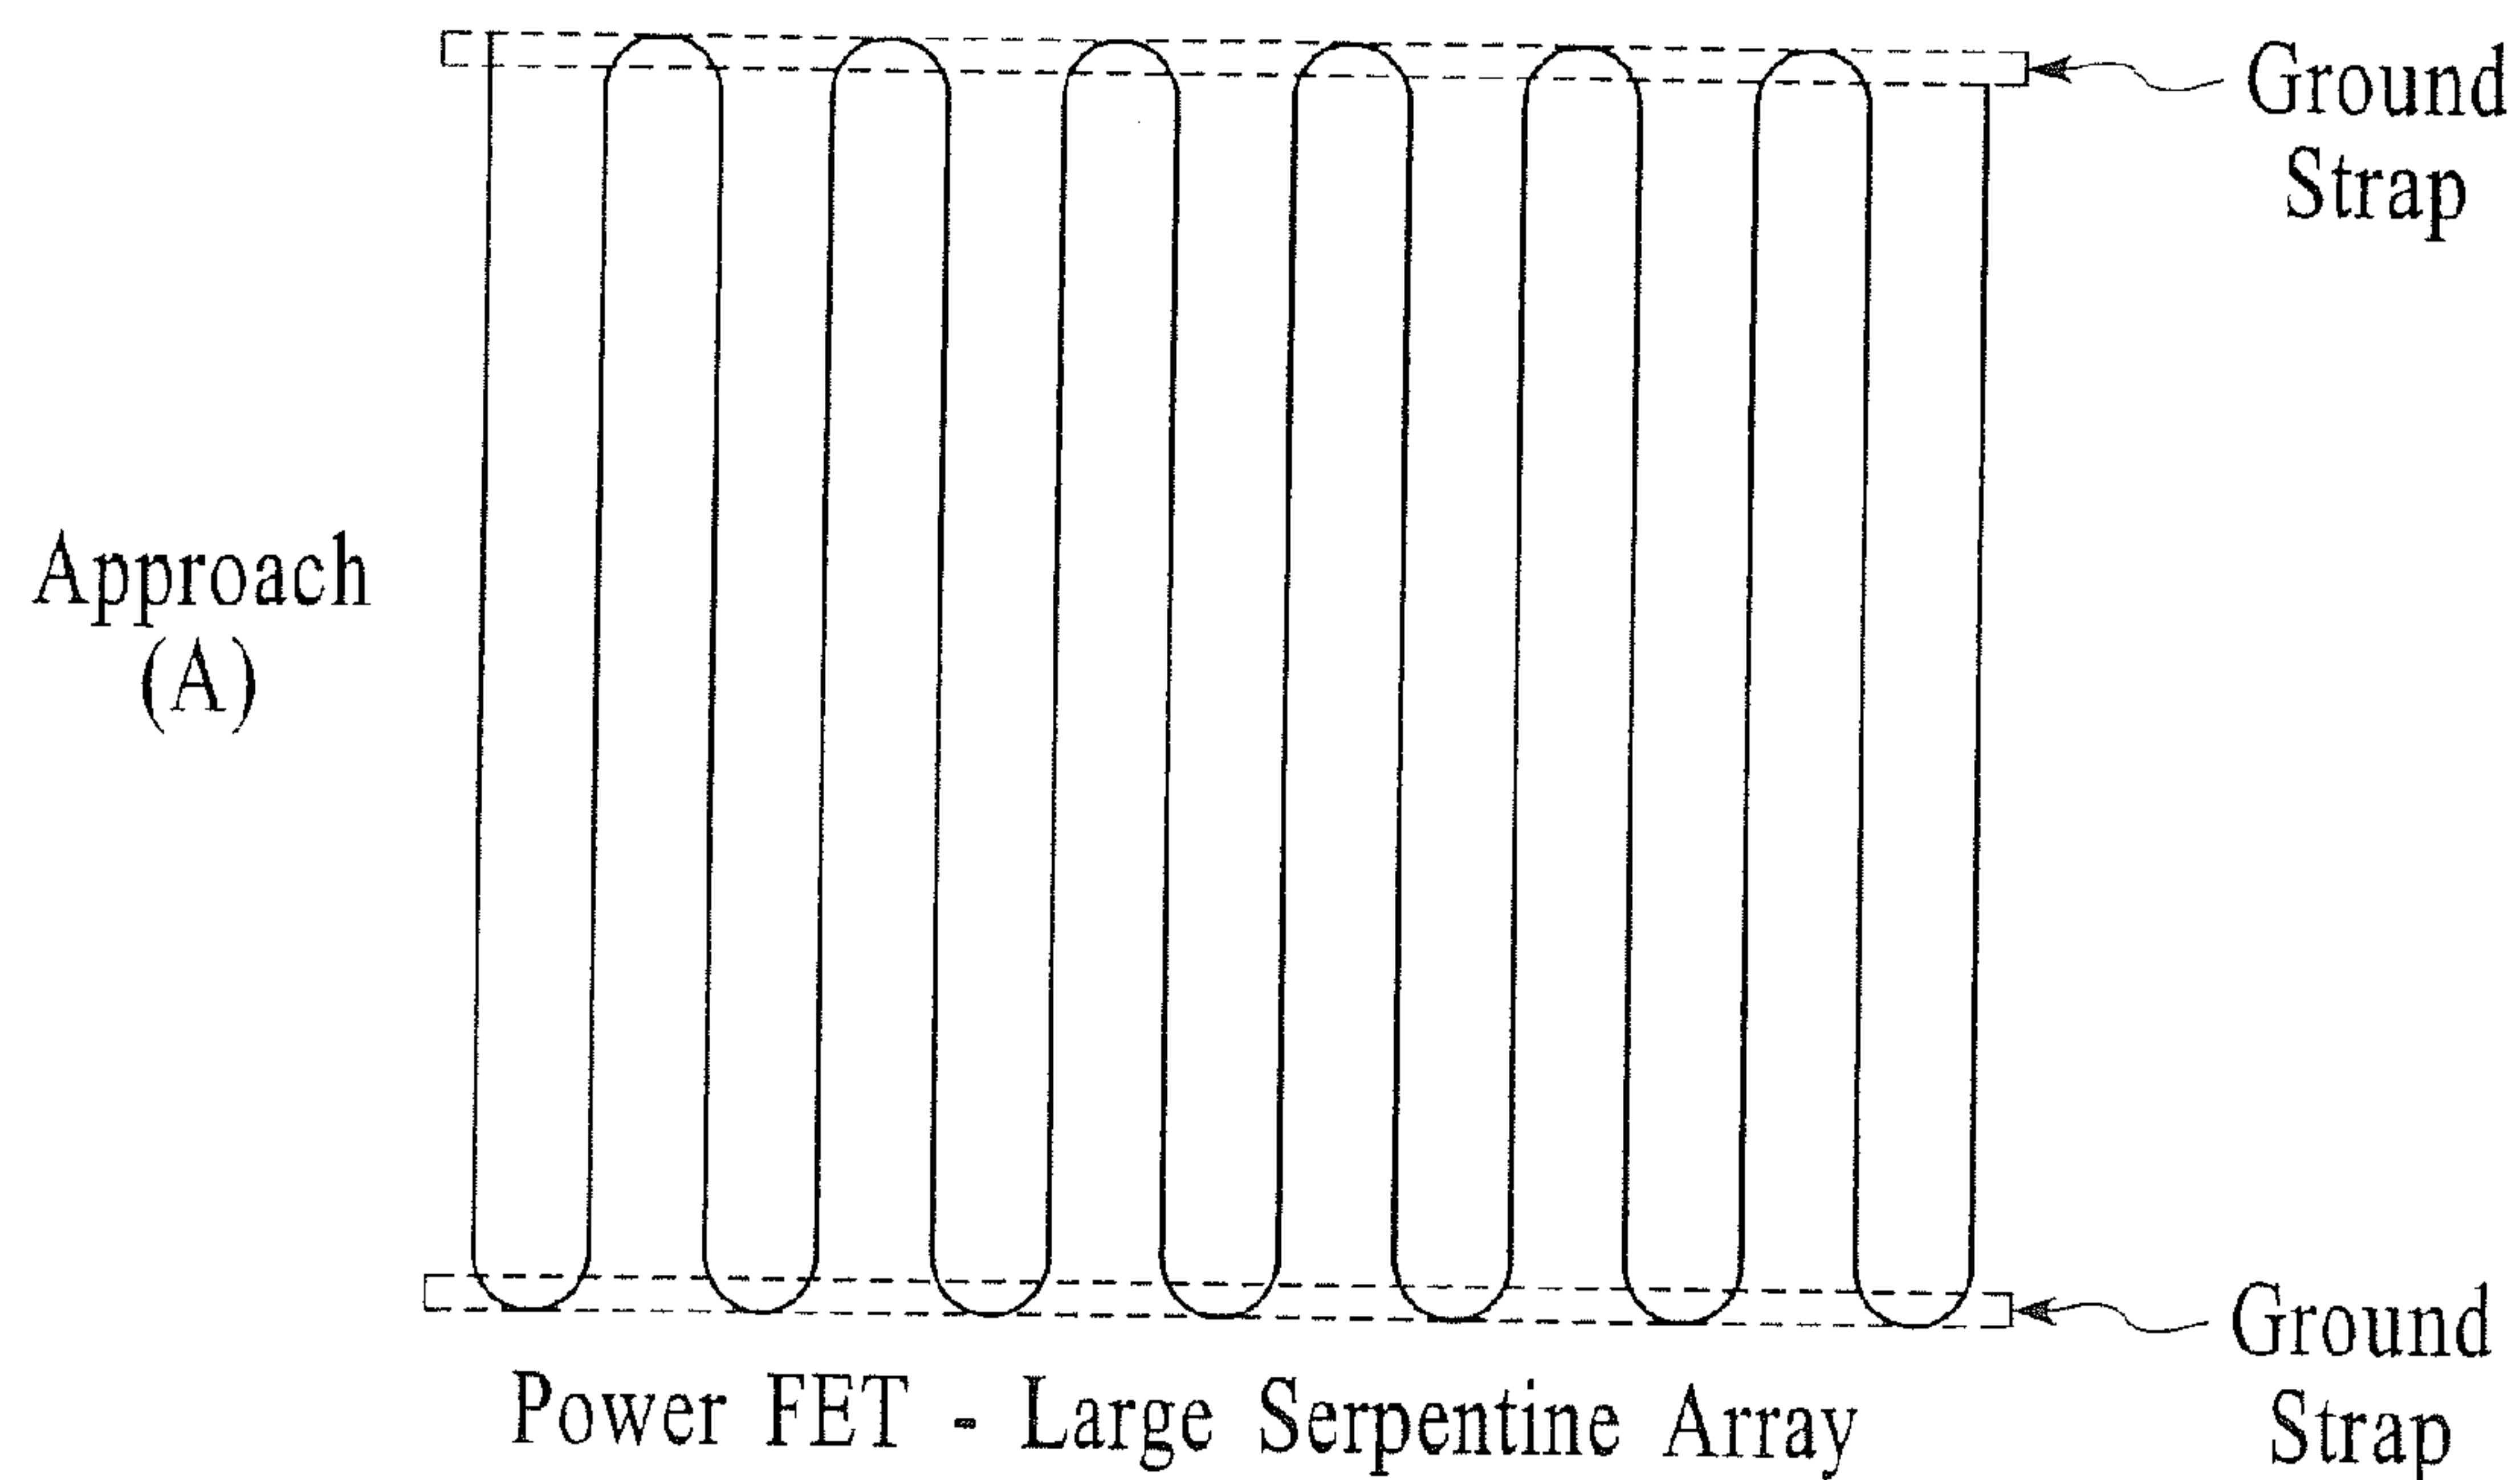 Ground
Strap
Approach
(A)
Ground
Strap
Power FET - Large Serpentine Array